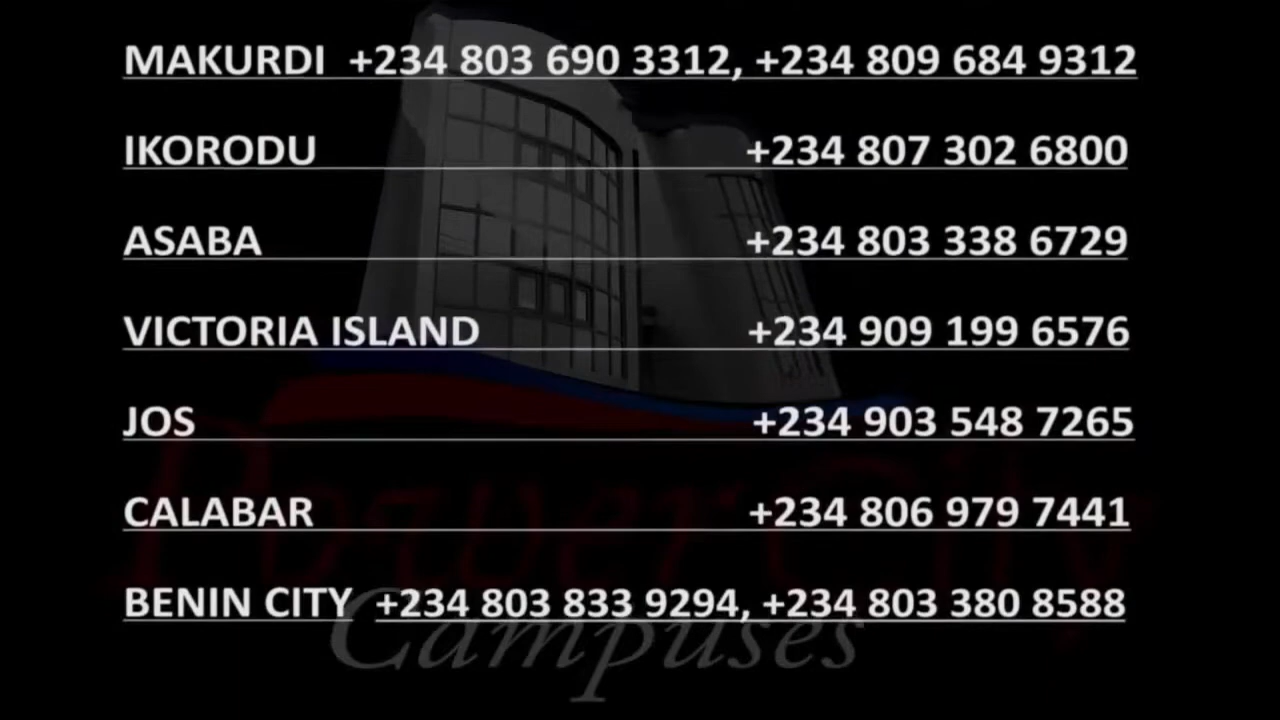 MAKURDI +234 803 690 3312, +234 809 684 9312
IKORODU +234 807 302 6800
ASABA +234 803 338 6729
VICTORIA ISLAND +234 909 199 6576
JOS +234 903 548 7265
CALABAR +234 806 979 7441
BENIN CITY +234 803 833 9294, +234 803 380 8588
Power City
Campuses